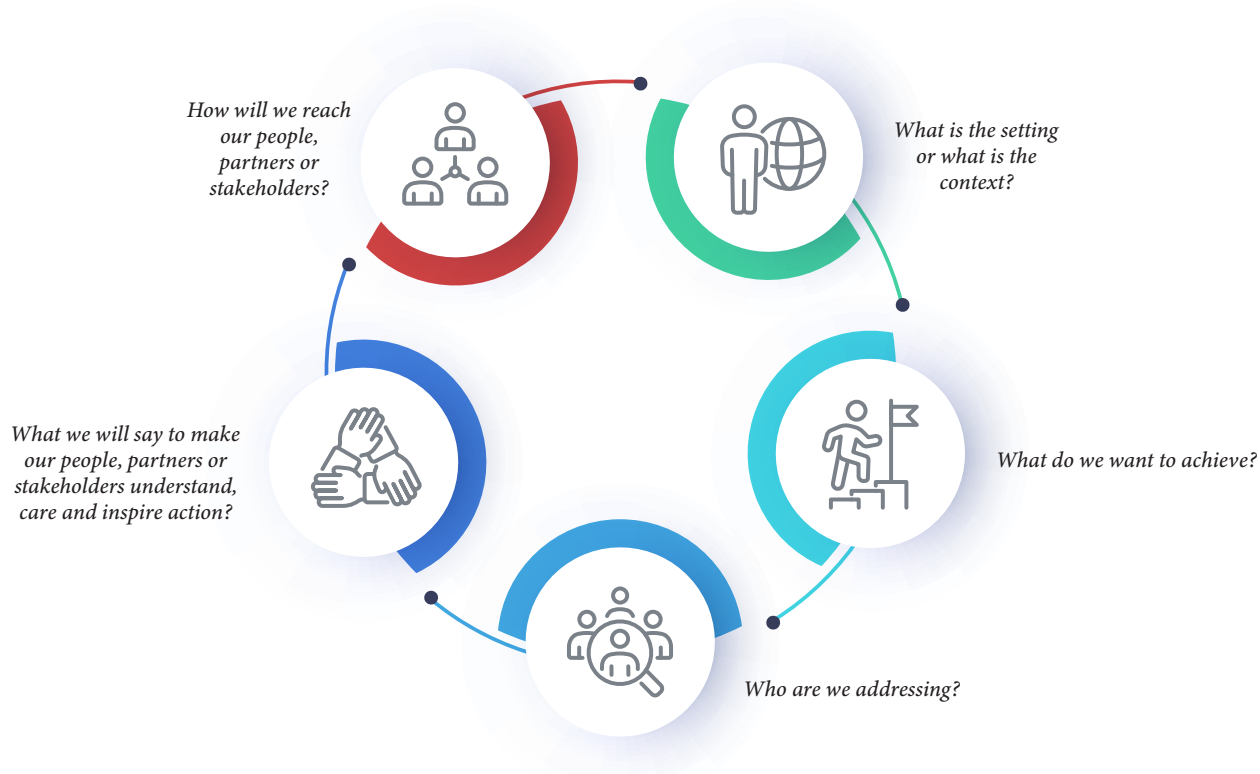 How will we reach
our people,
partners or
stakeholders?
What is the setting
or what is the
context?
What we will say to make
our people, partners or
stakeholders understand,
care and inspire action?
What do we want to achieve?
Who are we addressing?